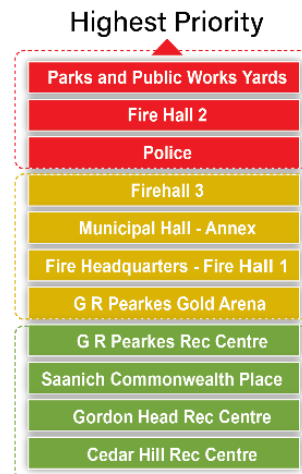 Highest Priority
Parks and Public Works Yards
Fire Hall 2
Police
Firehall 3
Municipal Hall - Annex
Fire Headquarters - Fire Hall 1
G R Pearkes Gold Arena
G R Pearkes Rec Centre
Saanich Commonwealth Place
Gordon Head Rec Centre
Cedar Hill Rec Centre